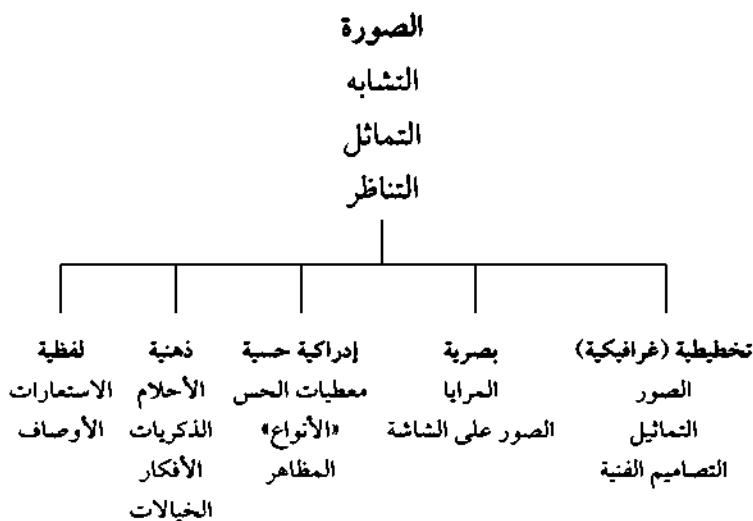 الصورة
التشابه
التماثل
التناظر
تخطيطية (غرافيكية)
الصور
التماثيل
التصاميم الفنية
بصرية
المرايا
الصور على الشاشة
إدراكية حسية
معطيات الحس
«الأنواع»
المظاهر
ذهنية
الأحلام
الذكريات
الأفكار
الخيالات
لفظية
الاستعارات
الأوصاف